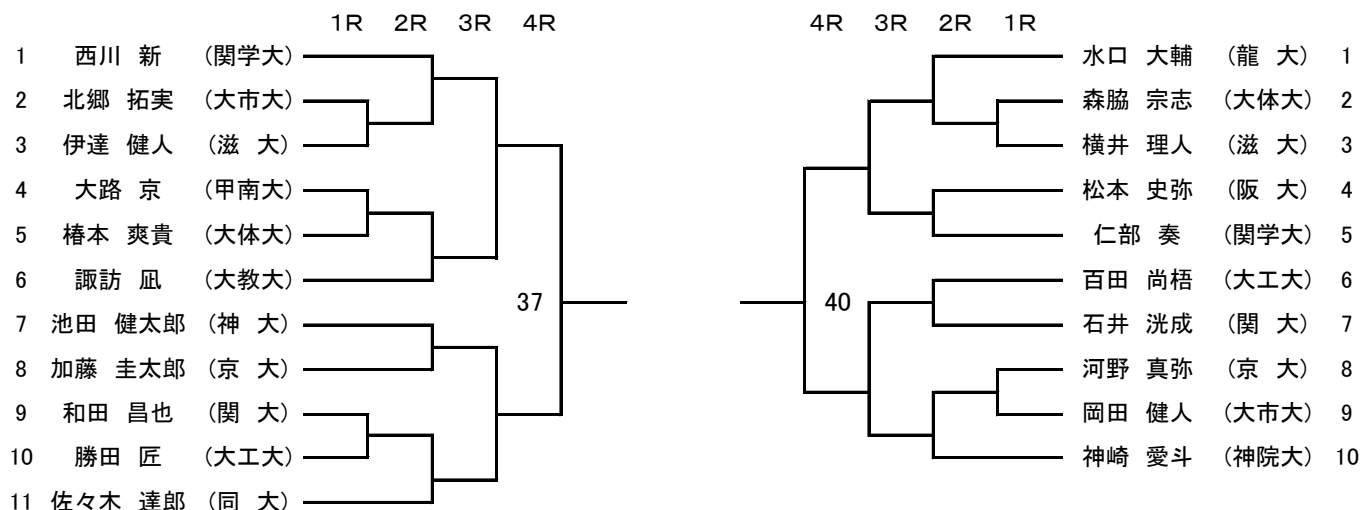 1R 2R 3R 4R
1 西川 新 (関学大)
2 北郷 拓実 (大市大)
3 伊達 健人 (滋 大)
4 大路 京 (甲南大)
5 椿本 爽貴 (大体大)
6 諏訪 凪 (大教大)
37
7 池田 健太郎 (神 大)
8 加藤 圭太郎 (京 大)
9 和田 昌也 (関 大)
10 勝田 匠 (大工大)
11 佐々木 達郎 (同 大)
4R 3R 2R 1R
水口 大輔 (龍 大) 1
森脇 宗志 (大体大) 2
横井 理人 (滋 大) 3
松本 史弥 (阪 大) 4
仁部 奏 (関学大) 5
百田 尚梧 (大工大) 6
40
石井 洸成 (関 大) 7
河野 真弥 (京 大) 8
岡田 健人 (大市大) 9
神崎 愛斗 (神院大) 10